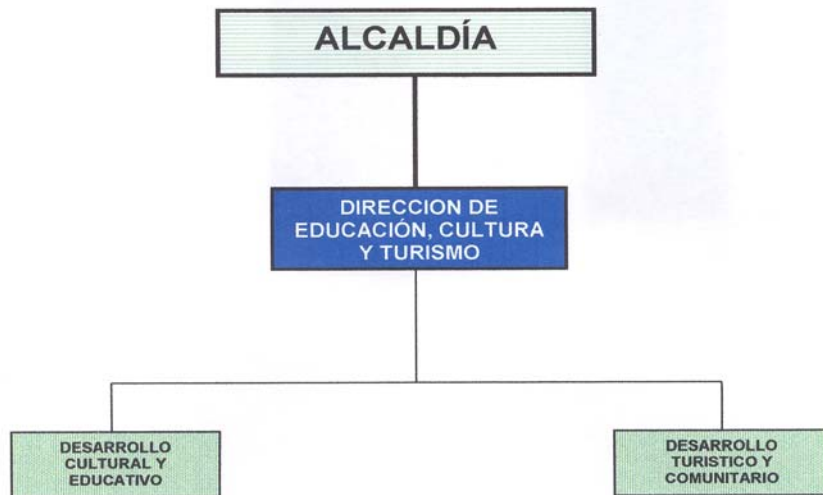 ALCALDÍA
DIRECCION DE
EDUCACIÓN, CULTURA
Y TURISMO
DESARROLLO
CULTURAL Y
EDUCATIVO
DESARROLLO
TURISTICO Y
COMUNITARIO